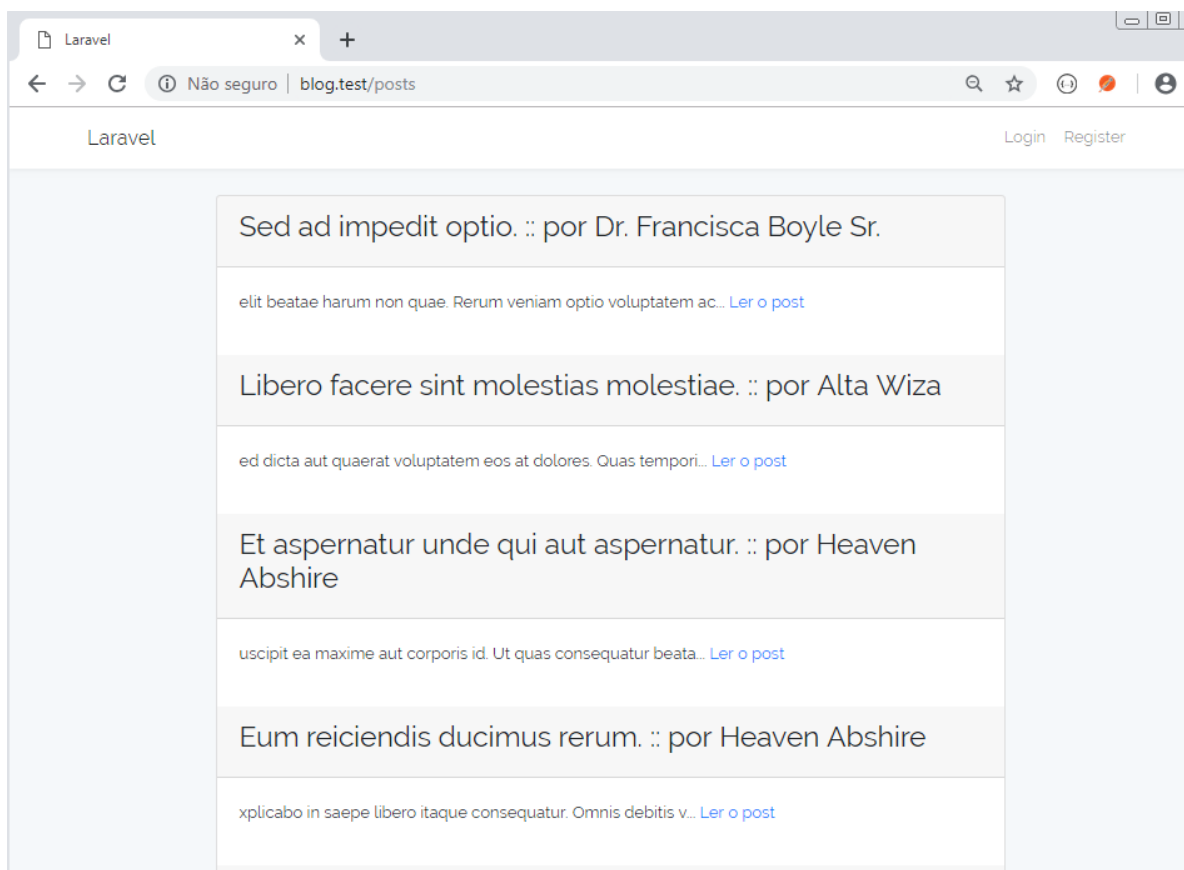 Laravel
Não seguro | blog.test/posts
Laravel Login Register
Sed ad impedit optio. :: por Dr. Francisca Boyle Sr.
elit beatae harum non quae. Rerum veniam optio voluptatem ac... Ler o post
Libero facere sint molestias molestiae. :: por Alta Wiza
ed dicta aut quaerat voluptatem eos at dolores. Quas tempori... Ler o post
Et aspernatur unde qui aut aspernatur. :: por Heaven
Abshire
uscipit ea maxime aut corporis id. Ut quas consequatur beata... Ler o post
Eum reiciendis ducimus rerum. :: por Heaven Abshire
xplicabo in saepe libero itaque consequatur. Omnis debitis v... Ler o post